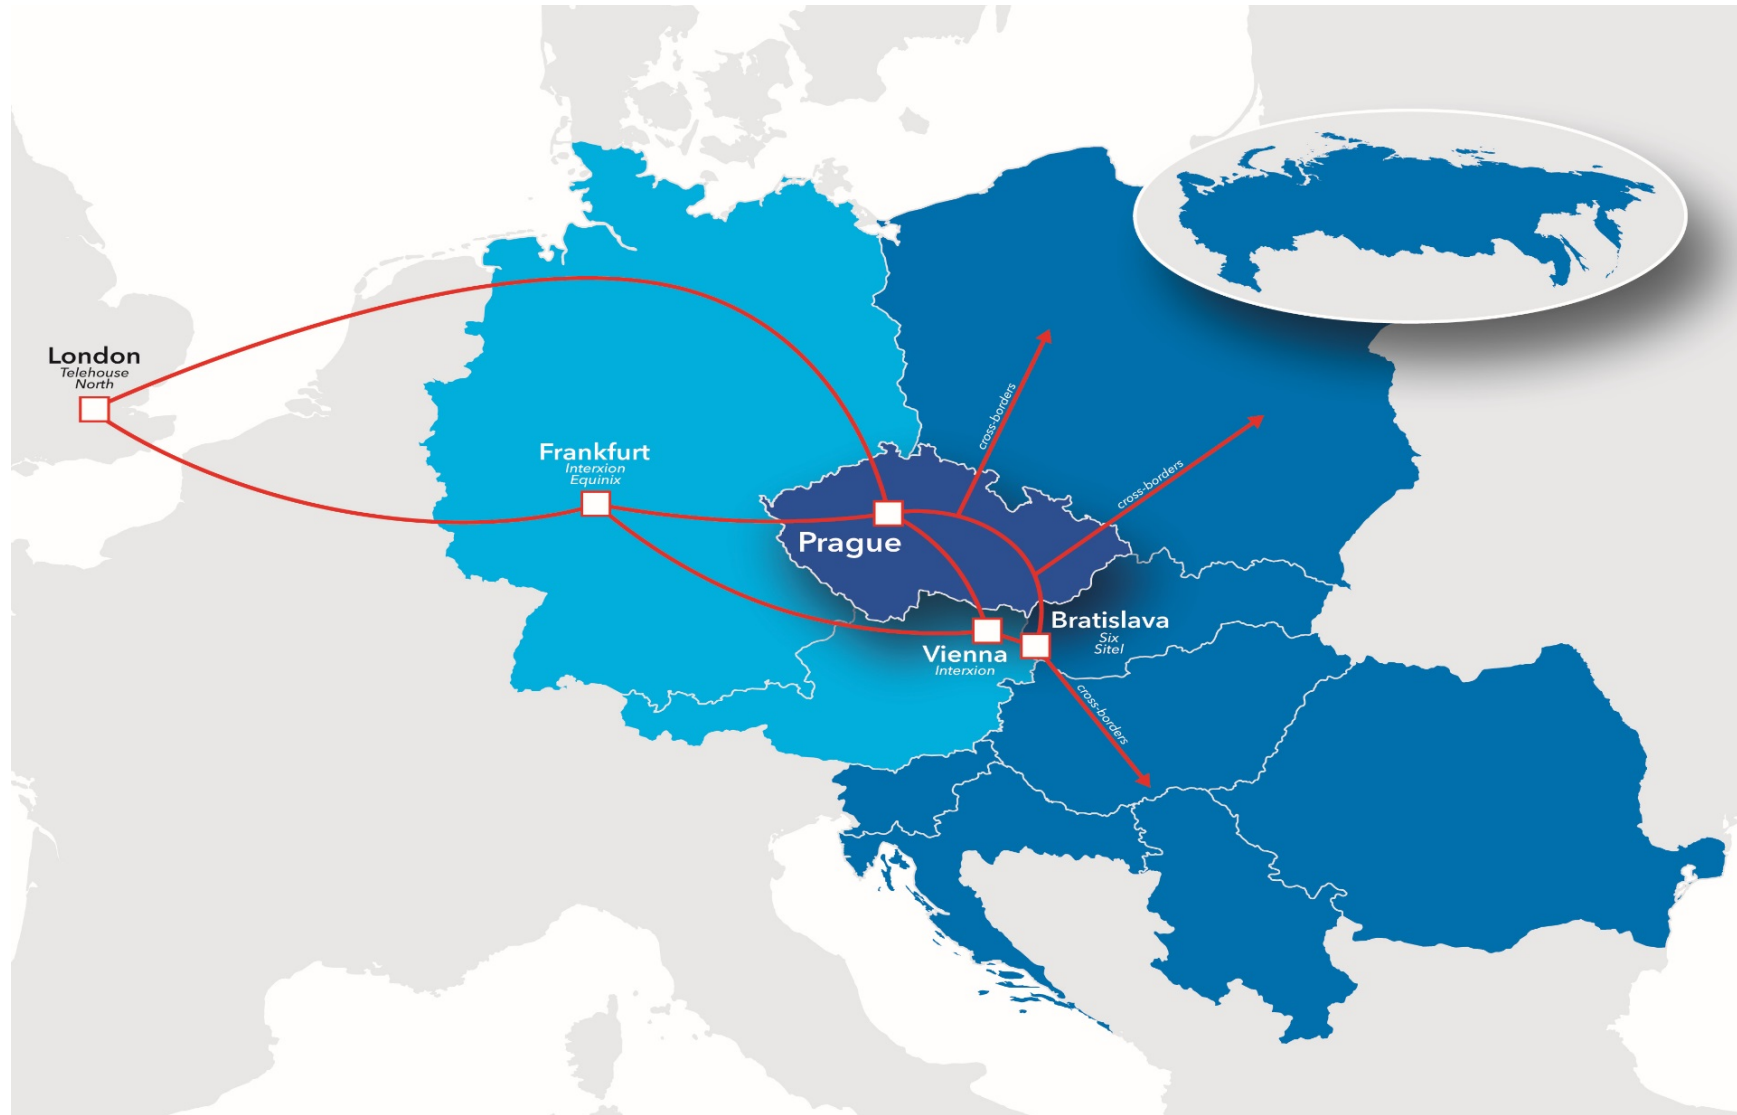 London
Telehouse
North
Frankfurt
Interxion
Equinix
Prague
Vienna
Interxion
Bratislava
Six
Sitel
cross-borders
cross-borders
cross-borders